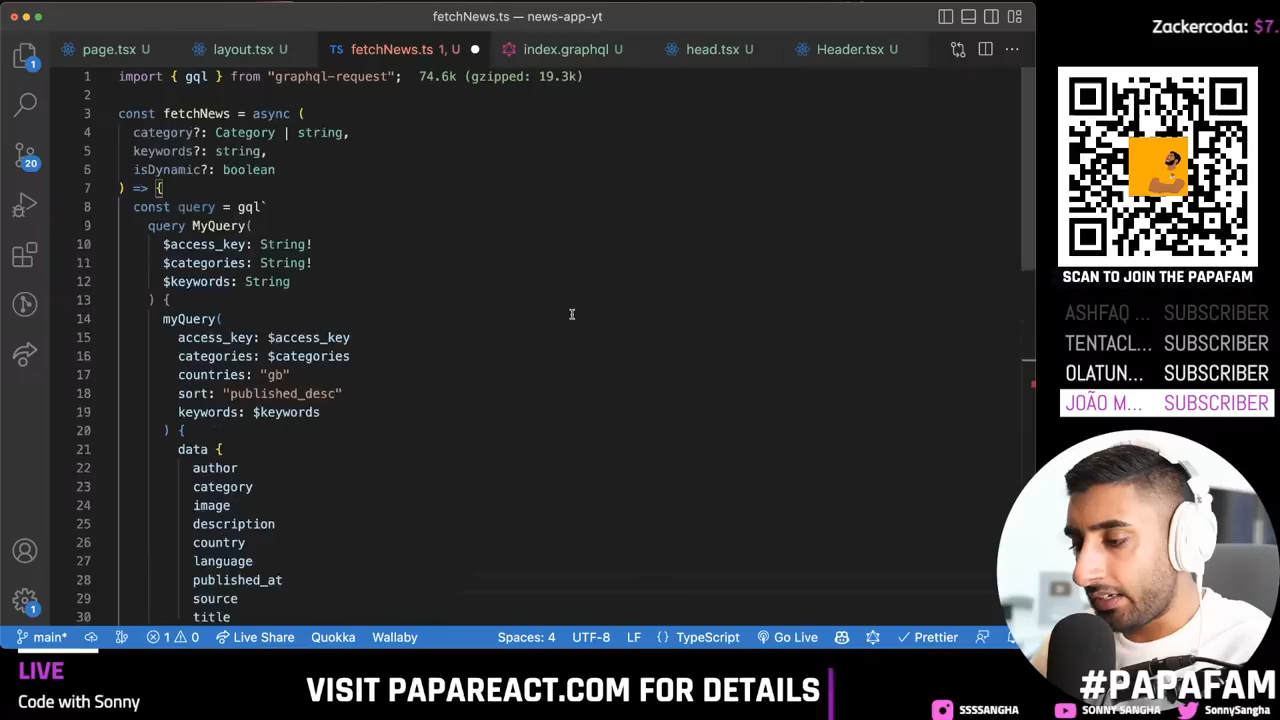 fetchNews.ts — news-app-yt
page.tsx U
layout.tsx U
TS fetchNews.ts 1, U
index.graphql U
head.tsx U
Header.tsx U
1 import { gql } from "graphql-request"; 74.6k (gzipped: 19.3k)
2
3 const fetchNews = async (
4 category?: Category | string,
5 keywords?: string,
6 isDynamic?: boolean
7 ) => {
8 const query = gql`
9 query MyQuery(
10 $access_key: String!
11 $categories: String!
12 $keywords: String
13 ) {
14 myQuery(
15 access_key: $access_key
16 categories: $categories
17 countries: "gb"
18 sort: "published_desc"
19 keywords: $keywords
20 ) {
21 data {
22 author
23 category
24 image
25 description
26 country
27 language
28 published_at
29 source
30 title
1
20
1
main* 1 0 Live Share Quokka Wallaby Spaces: 4 UTF-8 LF {} TypeScript Go Live Prettier
Zackercoda: $7.
SCAN TO JOIN THE PAPAFAM
ASHFAQ ... SUBSCRIBER
TENTACL... SUBSCRIBER
OLATUN... SUBSCRIBER
JOÃO M... SUBSCRIBER
LIVE
Code with Sonny
VISIT PAPAREACT.COM FOR DETAILS
#PAPAFAM
SSSSANGHA SONNY SANGHA SonnySangha